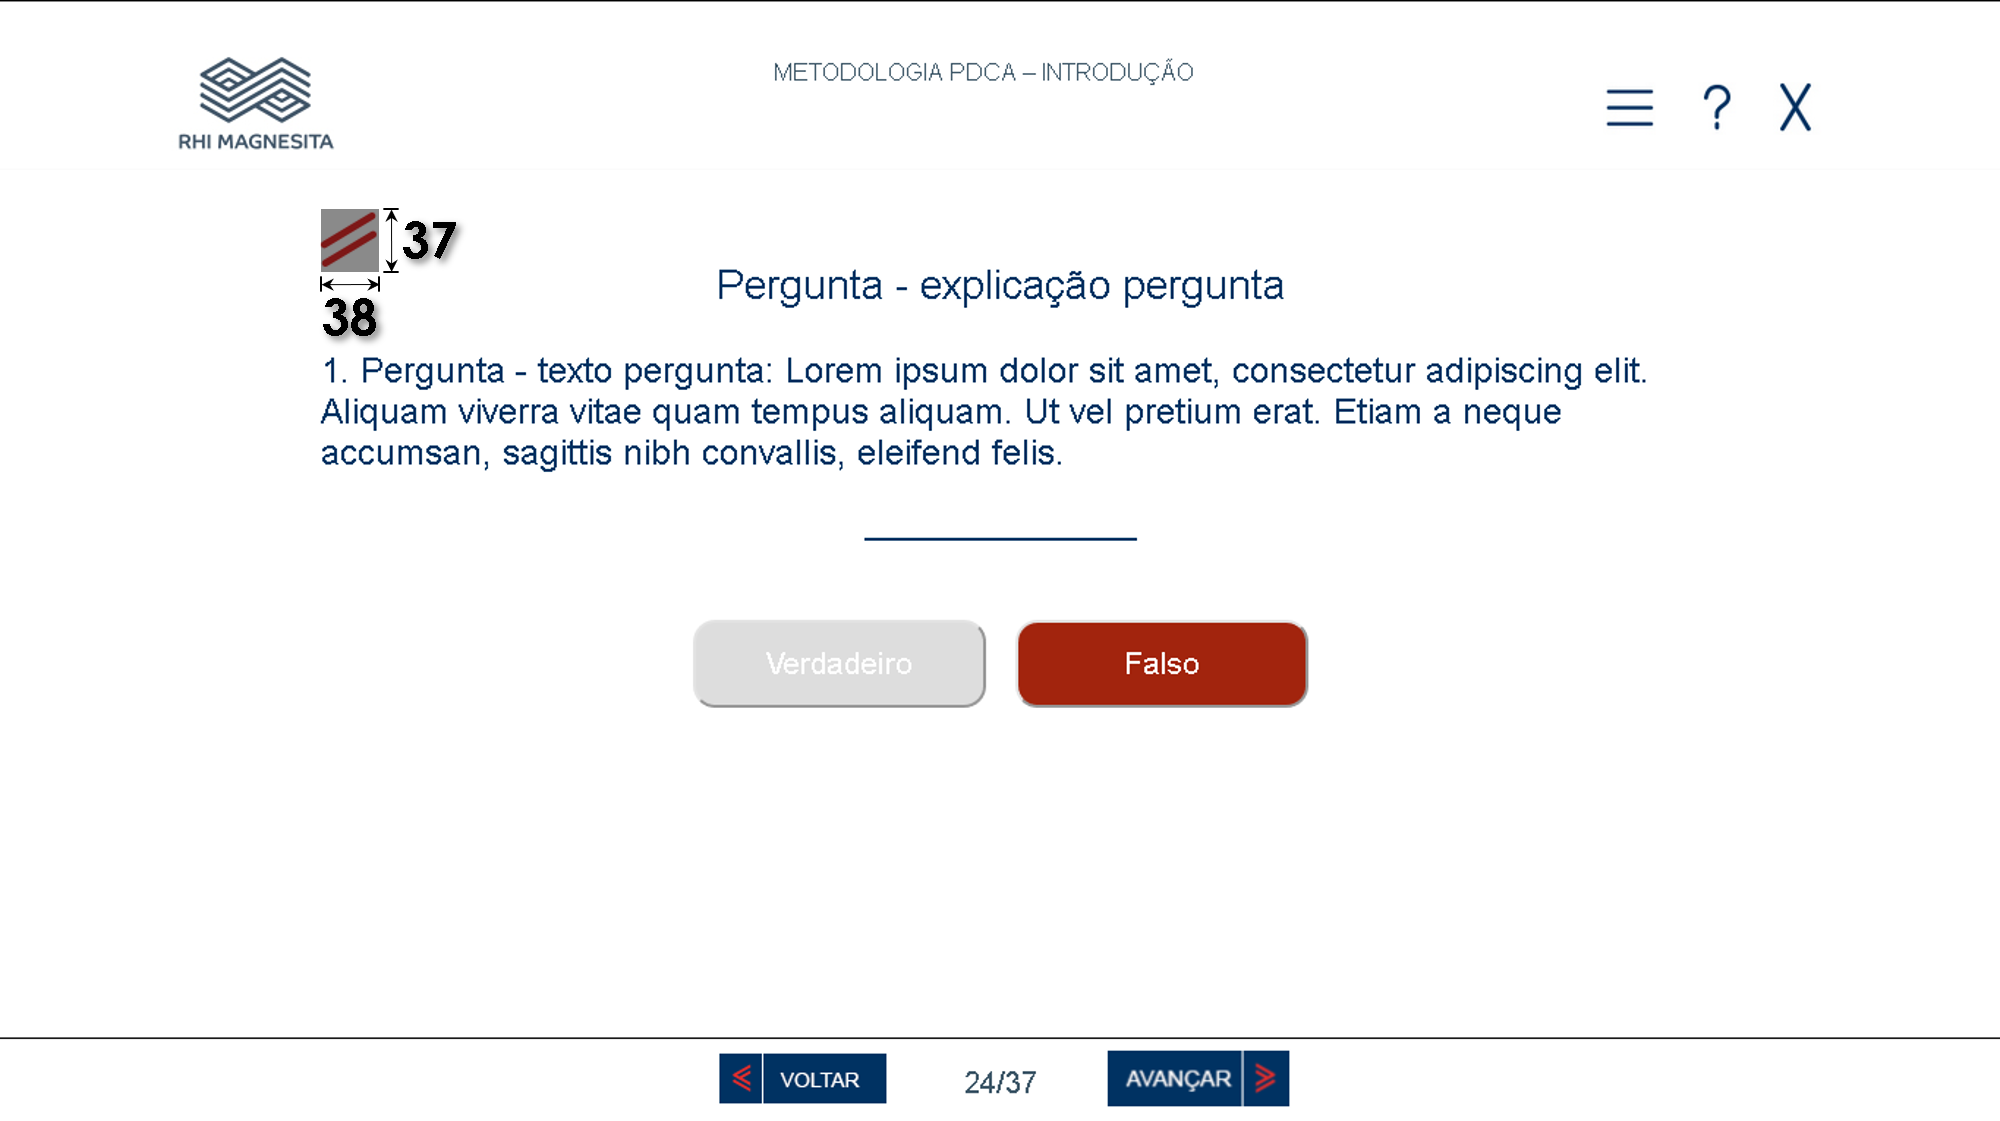 METODOLOGIA PDCA – INTRODUÇÃO
RHI MAGNESITA
37
38
Pergunta - explicação pergunta
1. Pergunta - texto pergunta: Lorem ipsum dolor sit amet, consectetur adipiscing elit.
Aliquam viverra vitae quam tempus aliquam. Ut vel pretium erat. Etiam a neque
accumsan, sagittis nibh convallis, eleifend felis.
Verdadeiro
Falso
VOLTAR
24/37
AVANÇAR